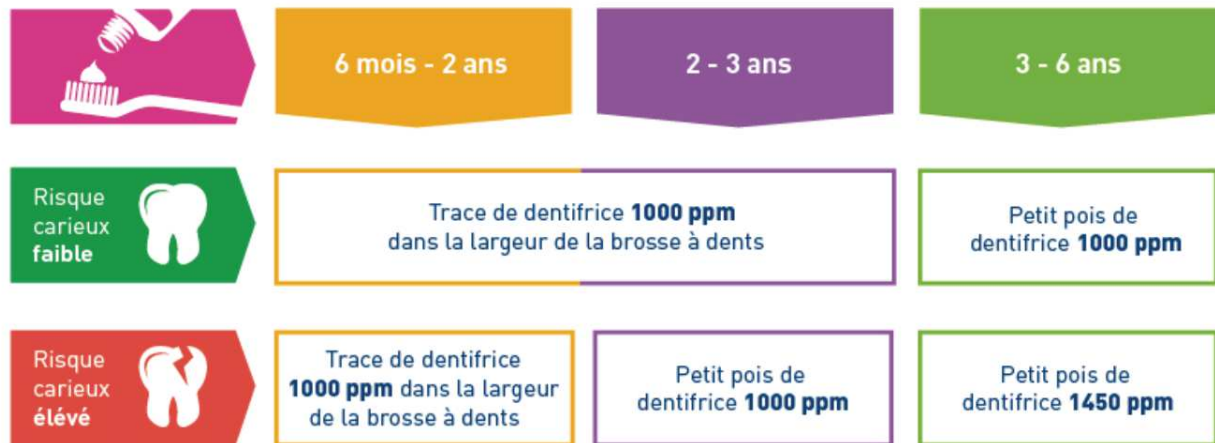 6 mois - 2 ans
2 - 3 ans
3 - 6 ans
Risque
carieux
faible
Trace de dentifrice 1000 ppm
dans la largeur de la brosse à dents
Petit pois de
dentifrice 1000 ppm
Risque
carieux
élévé
Trace de dentifrice
1000 ppm dans la largeur
de la brosse à dents
Petit pois de
dentifrice 1000 ppm
Petit pois de
dentifrice 1450 ppm